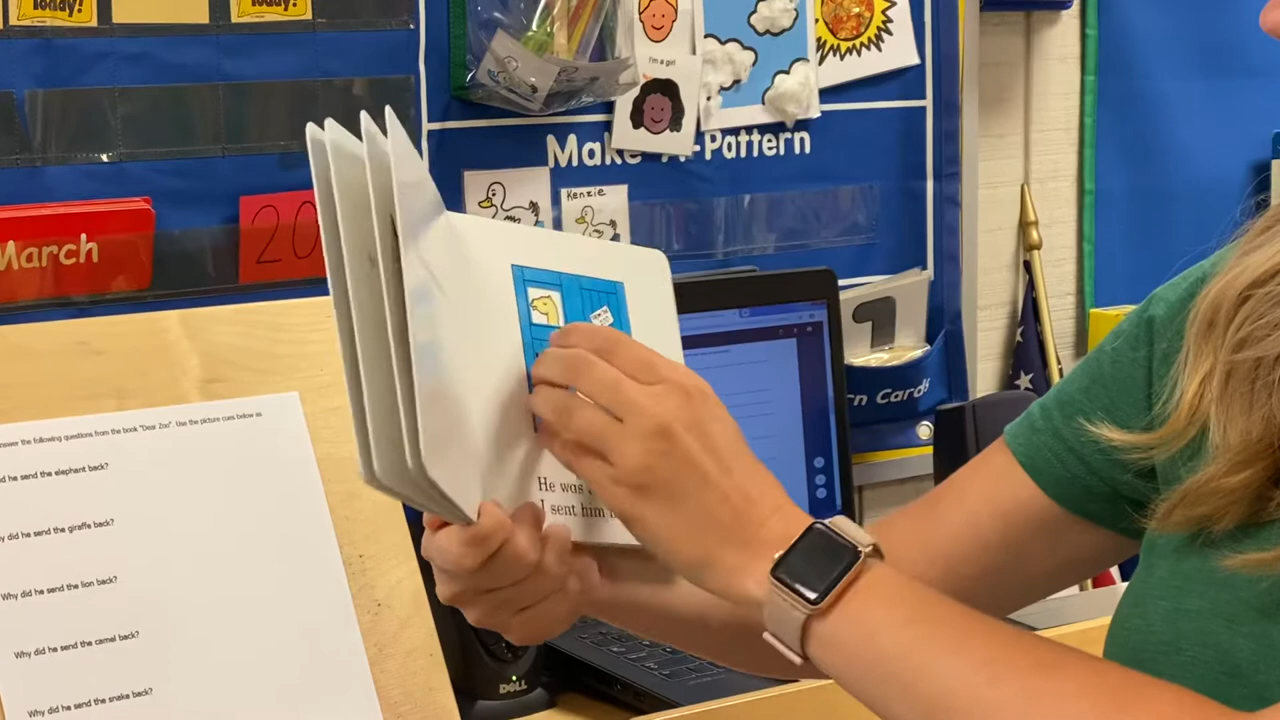 Today!
Today!
I'm a girl
Make A-Pattern
Kenzie
March
20
1
Cards
He was
I sent him
answer the following questions from the book "Dear Zoo". Use the picture cues below as
did he send the elephant back?
did he send the giraffe back?
Why did he send the lion back?
Why did he send the camel back?
Why did he send the snake back?
DELL